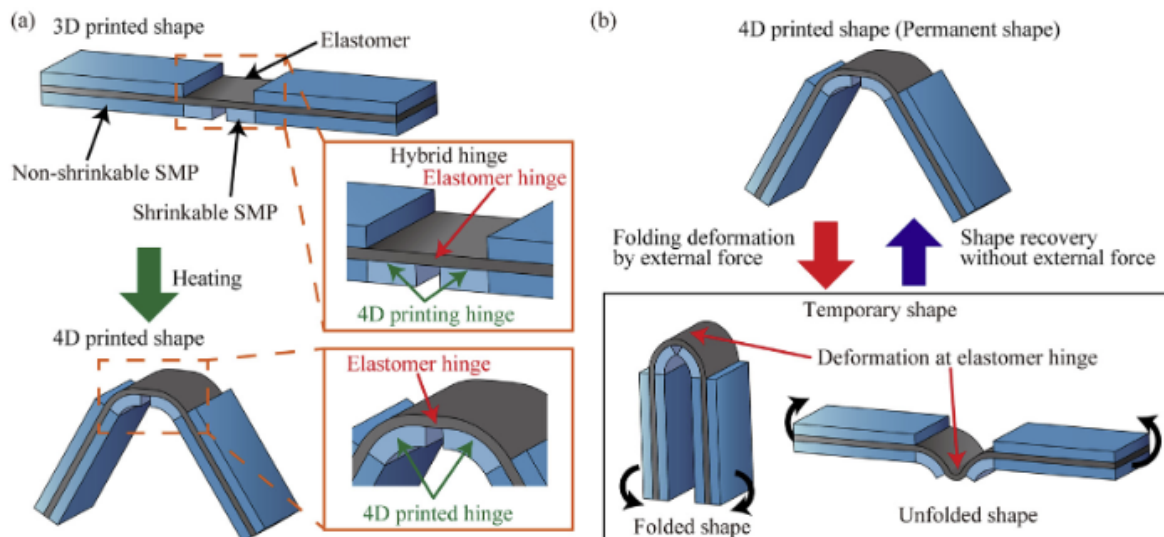 (a)
3D printed shape
Elastomer
Non-shrinkable SMP
Shrinkable SMP
Hybrid hinge
Elastomer hinge
4D printing hinge
Heating
4D printed shape
Elastomer hinge
4D printed hinge
(b)
4D printed shape (Permanent shape)
Folding deformation
by external force
Shape recovery
without external force
Temporary shape
Deformation at elastomer hinge
Folded shape
Unfolded shape